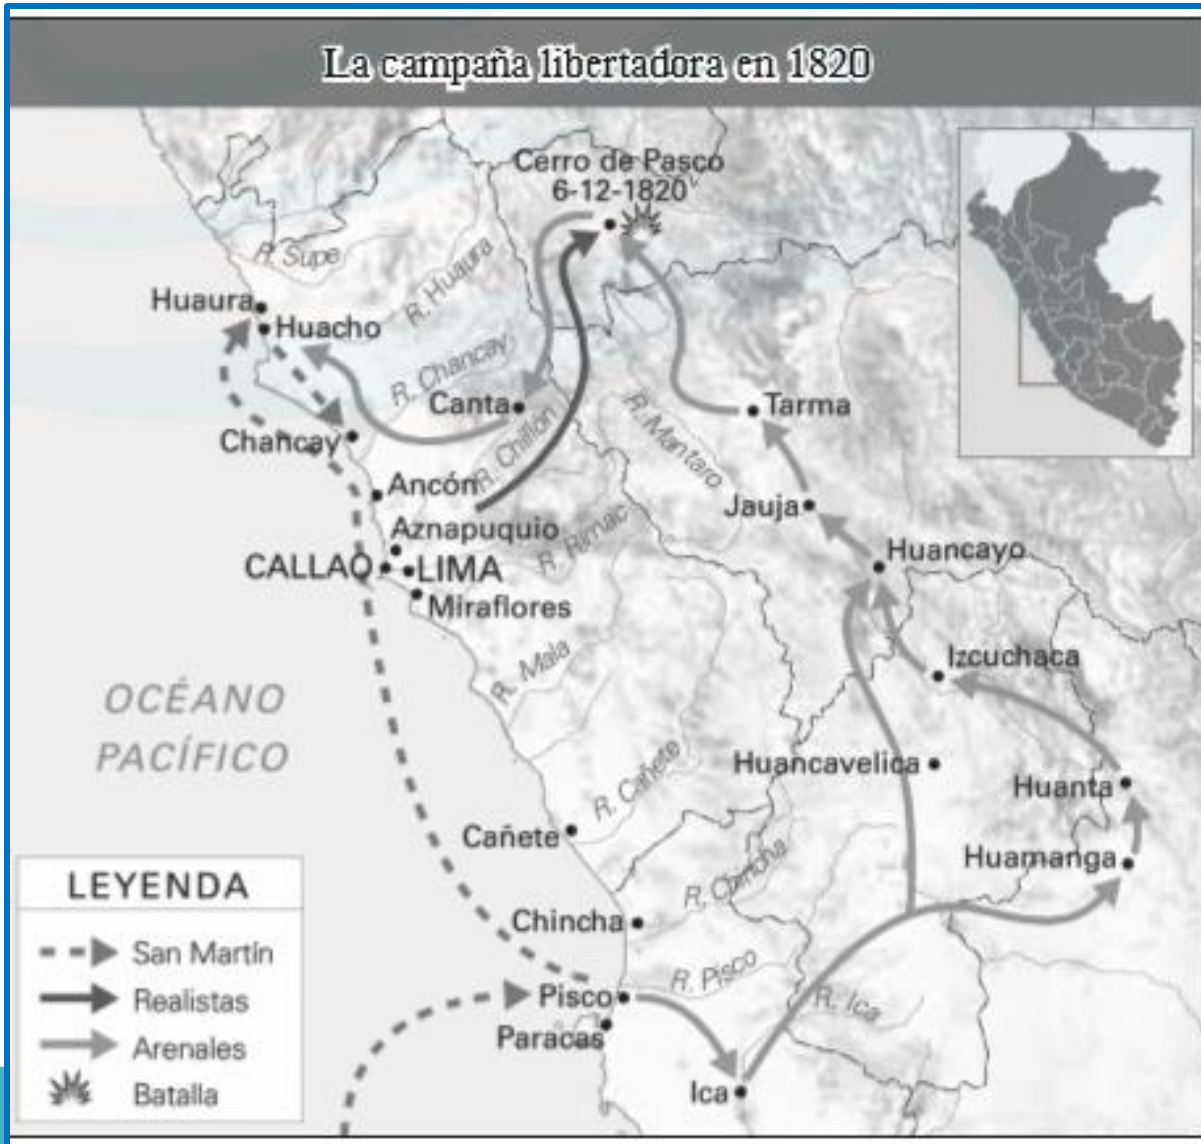 La campaña libertadora en 1820
Cerro de Pasco
6-12-1820
R. Supe
R. Huaura
Huaura
Huacho
R. Chancay
Canta
Chancay
R. Chillón
R. Mantaro
Tarma
Ancón
Jauja
Aznapuquio
R. Rimac
Huancayo
CALLAO
LIMA
Miraflores
Izcuchaca
R. Mala
OCÉANO
PACÍFICO
Huancavelica
Huanta
R. Cañete
Cañete
Huamanga
R. Chincha
Chincha
R. Pisco
Pisco
R. Ica
Paracas
Ica
LEYENDA
San Martín
Realistas
Arenales
Batalla